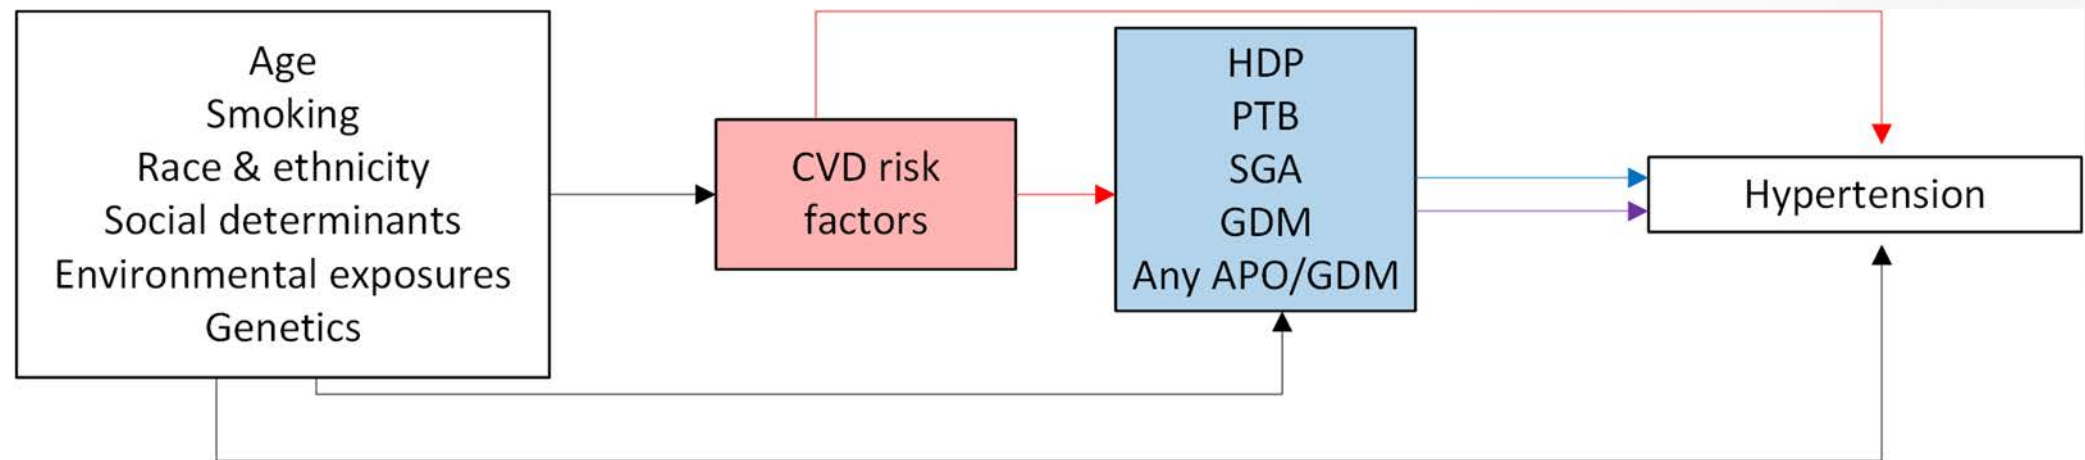 Age
Smoking
Race & ethnicity
Social determinants
Environmental exposures
Genetics
CVD risk
factors
HDP
PTB
SGA
GDM
Any APO/GDM
Hypertension